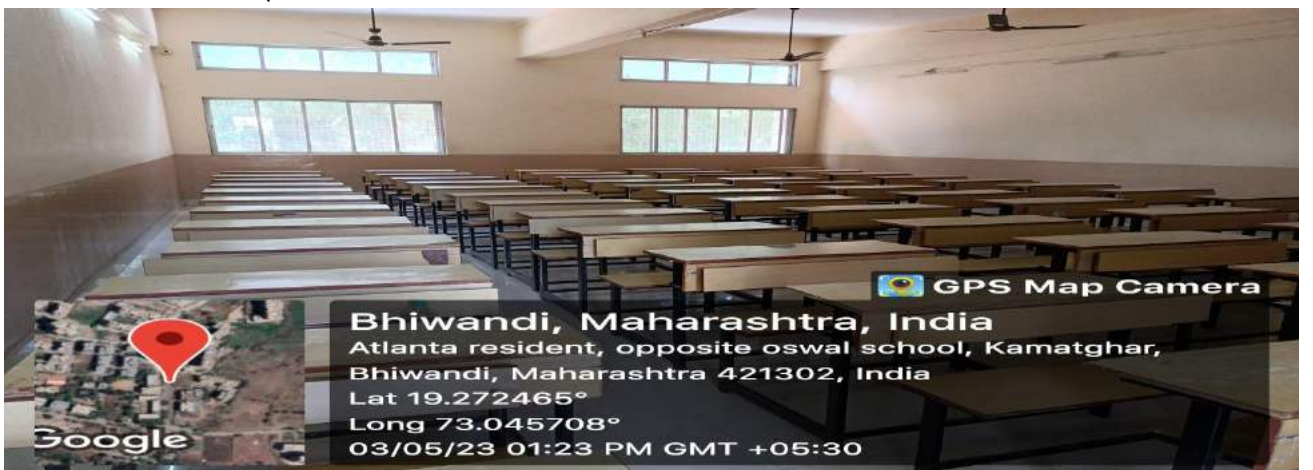 GPS Map Camera
Bhiwandi, Maharashtra, India
Atlanta resident, opposite oswal school, Kamatghar,
Bhiwandi, Maharashtra 421302, India
Lat 19.272465°
Long 73.045708°
03/05/23 01:23 PM GMT +05:30
Google